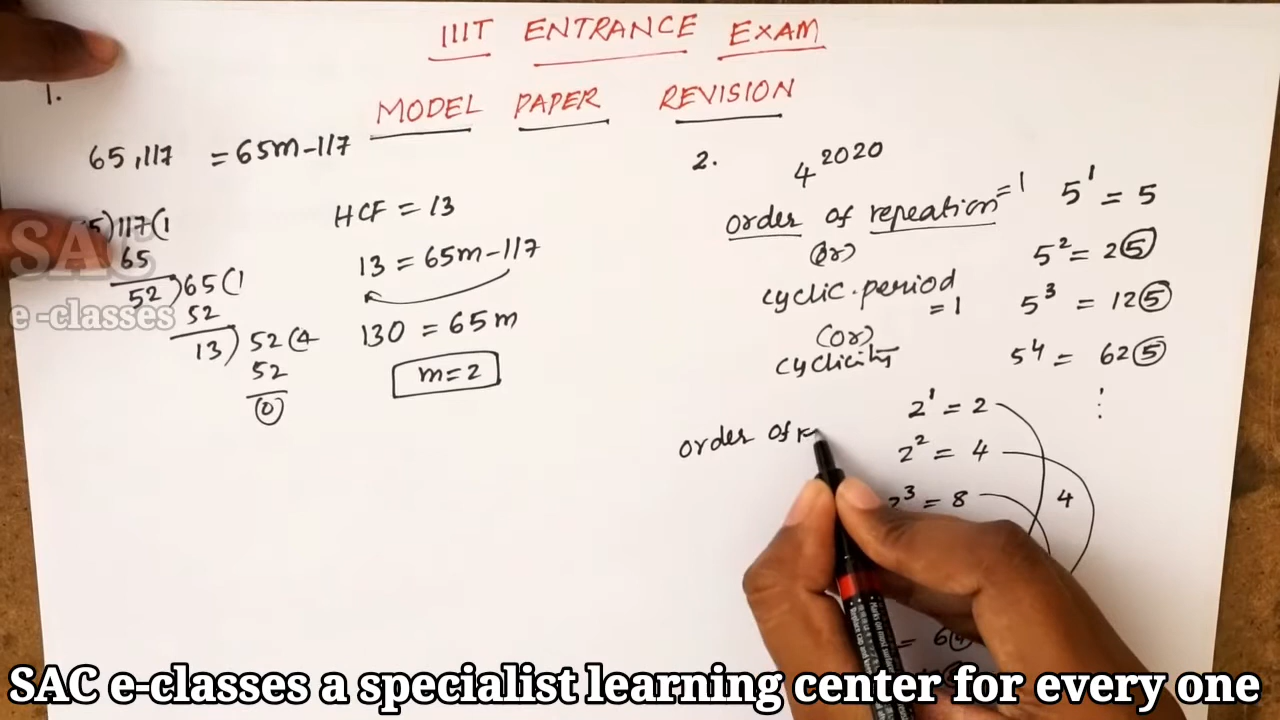 IIIT ENTRANCE EXAM
MODEL PAPER REVISION
1.
65,117 = 65m-117
5)117(1
65
52)65(1
52
13)52(4
52
0
HCF = 13
13 = 65m-117
130 = 65m
m=2
2. 4^2020
order of repeation = 1
(or)
cyclic.period = 1
(or)
cyclicity
5^1 = 5
5^2 = 25
5^3 = 125
5^4 = 625
⋮
2^1 = 2
2^2 = 4
2^3 = 8
4
order of
= 64
SAC
e-classes
SAC e-classes a specialist learning center for every one